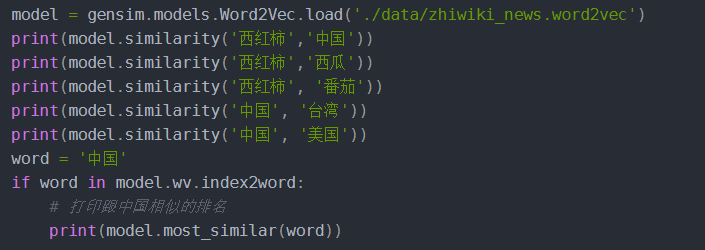 model = gensim.models.Word2Vec.load('./data/zhiwiki_news.word2vec')
print(model.similarity('西红柿','中国'))
print(model.similarity('西红柿','西瓜'))
print(model.similarity('西红柿', '番茄'))
print(model.similarity('中国', '台湾'))
print(model.similarity('中国', '美国'))
word = '中国'
if word in model.wv.index2word:
    # 打印跟中国相似的排名
    print(model.most_similar(word))